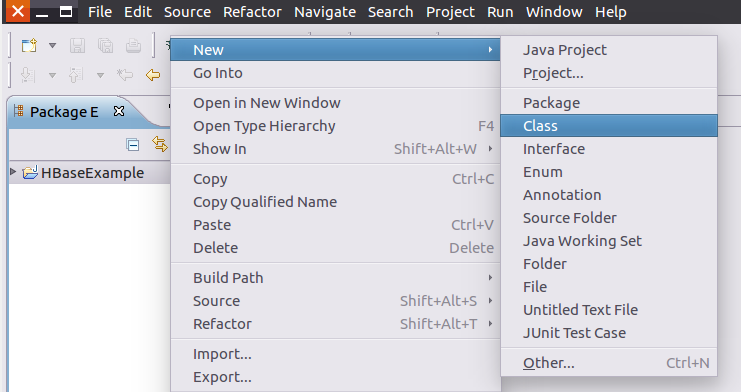 File Edit Source Refactor Navigate Search Project Run Window Help
New
Go Into
Open in New Window
Open Type Hierarchy F4
Show In Shift+Alt+W
Copy Ctrl+C
Copy Qualified Name
Paste Ctrl+V
Delete Delete
Build Path
Source Shift+Alt+S
Refactor Shift+Alt+T
Import...
Export...
Java Project
Project...
Package
Class
Interface
Enum
Annotation
Source Folder
Java Working Set
Folder
File
Untitled Text File
JUnit Test Case
Other... Ctrl+N
Package E
HBaseExample